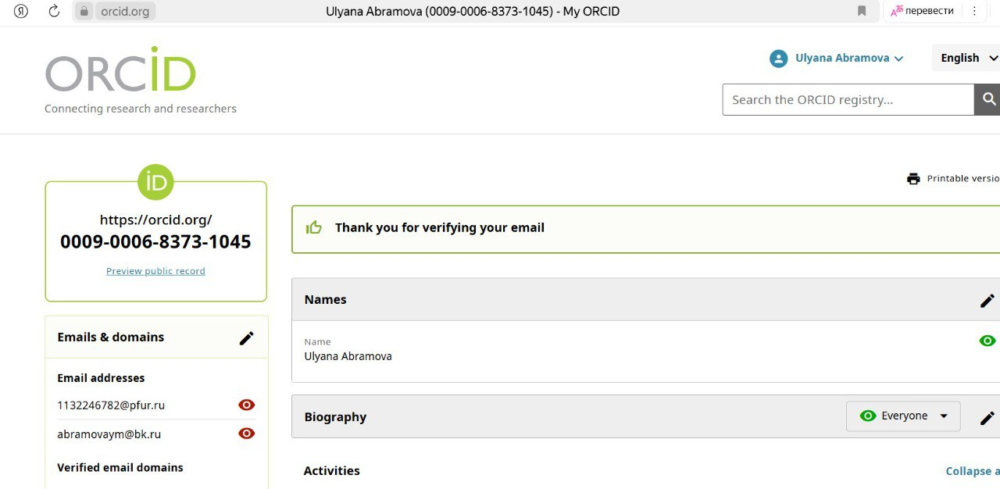 Я
orcid.org
Ulyana Abramova (0009-0006-8373-1045) - My ORCID
перевести
ORCiD
Connecting research and researchers
Ulyana Abramova
English
Search the ORCID registry...
iD
https://orcid.org/
0009-0006-8373-1045
Preview public record
Printable versio
Thank you for verifying your email
Names
Name
Ulyana Abramova
Emails & domains
Email addresses
1132246782@pfur.ru
abramovaym@bk.ru
Verified email domains
Biography
Everyone
Activities
Collapse a